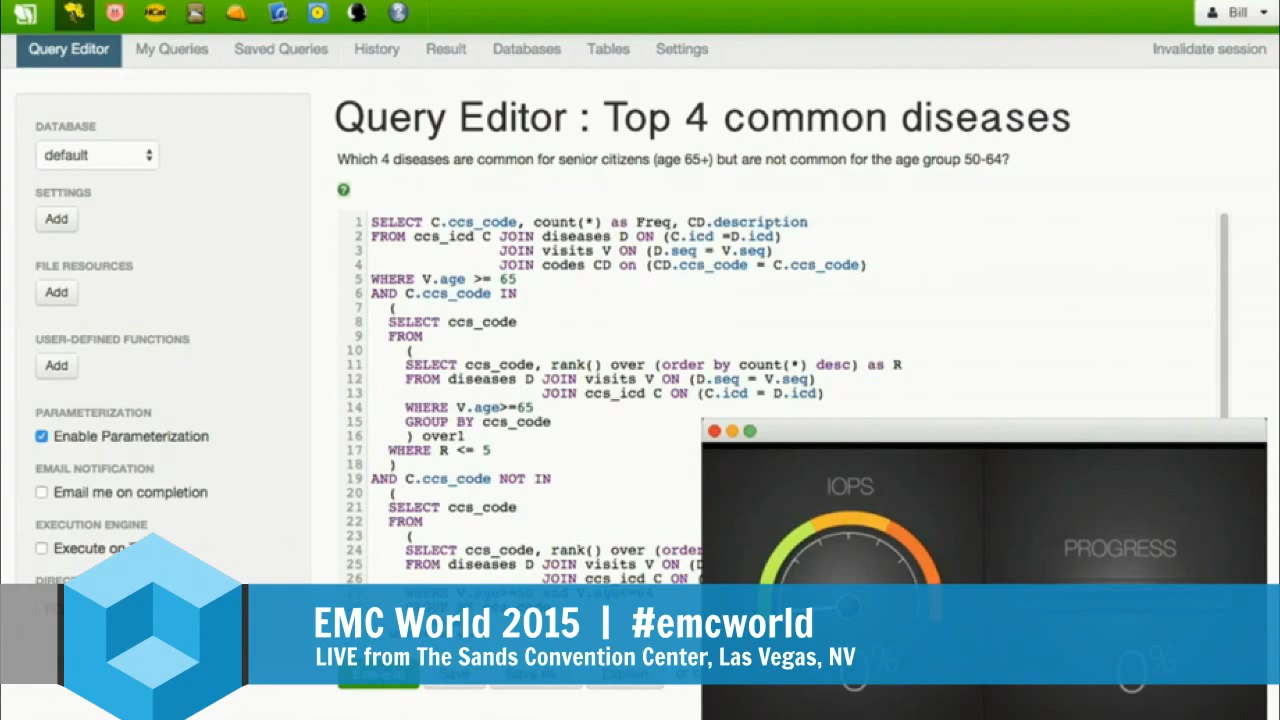 HCat
Bill
Query Editor My Queries Saved Queries History Result Databases Tables Settings Invalidate session
DATABASE
default
SETTINGS
Add
FILE RESOURCES
Add
USER-DEFINED FUNCTIONS
Add
PARAMETERIZATION
Enable Parameterization
EMAIL NOTIFICATION
Email me on completion
EXECUTION ENGINE
Execute on
Query Editor : Top 4 common diseases
Which 4 diseases are common for senior citizens (age 65+) but are not common for the age group 50-64?
1 SELECT C.ccs_code, count(*) as Freq, CD.description
2 FROM ccs_icd C JOIN diseases D ON (C.icd =D.icd)
3 JOIN visits V ON (D.seq = V.seq)
4 JOIN codes CD on (CD.ccs_code = C.ccs_code)
5 WHERE V.age >= 65
6 AND C.ccs_code IN
7 (
8 SELECT ccs_code
9 FROM
10 (
11 SELECT ccs_code, rank() over (order by count(*) desc) as R
12 FROM diseases D JOIN visits V ON (D.seq = V.seq)
13 JOIN ccs_icd C ON (C.icd = D.icd)
14 WHERE V.age>=65
15 GROUP BY ccs_code
16 ) over1
17 WHERE R <= 5
18 )
19 AND C.ccs_code NOT IN
20 (
21 SELECT ccs_code
22 FROM
23 (
24 SELECT ccs_code, rank() over (order
25 FROM diseases D JOIN visits V ON (D
26 JOIN ccs_icd C ON (
IOPS
PROGRESS
0%
0%
EMC World 2015 | #emcworld
LIVE from The Sands Convention Center, Las Vegas, NV